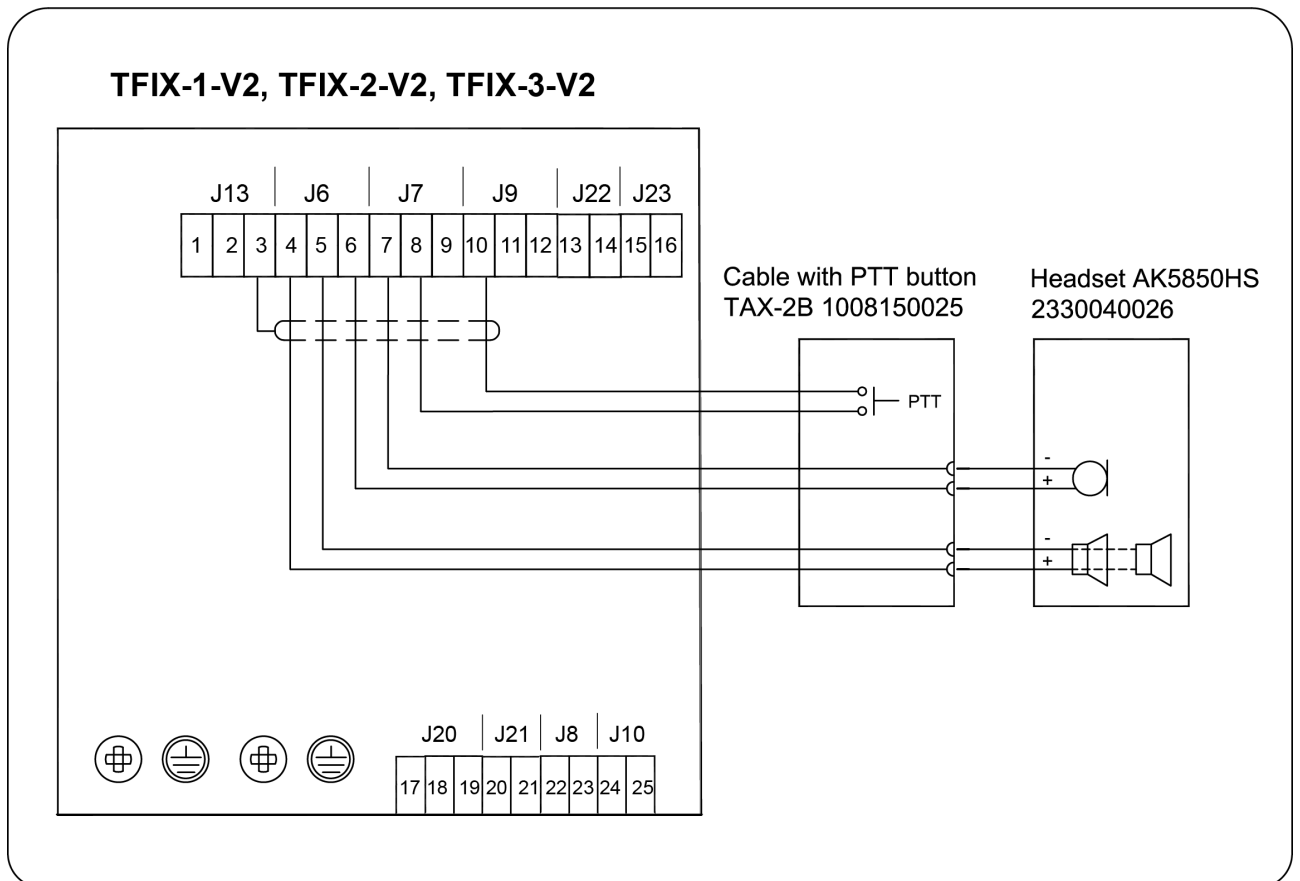 TFIX-1-V2, TFIX-2-V2, TFIX-3-V2
J13 J6 J7 J9 J22 J23
1 2 3 4 5 6 7 8 9 10 11 12 13 14 15 16
Cable with PTT button
TAX-2B 1008150025
Headset AK5850HS
2330040026
PTT
-
+
-
+
J20 J21 J8 J10
17 18 19 20 21 22 23 24 25